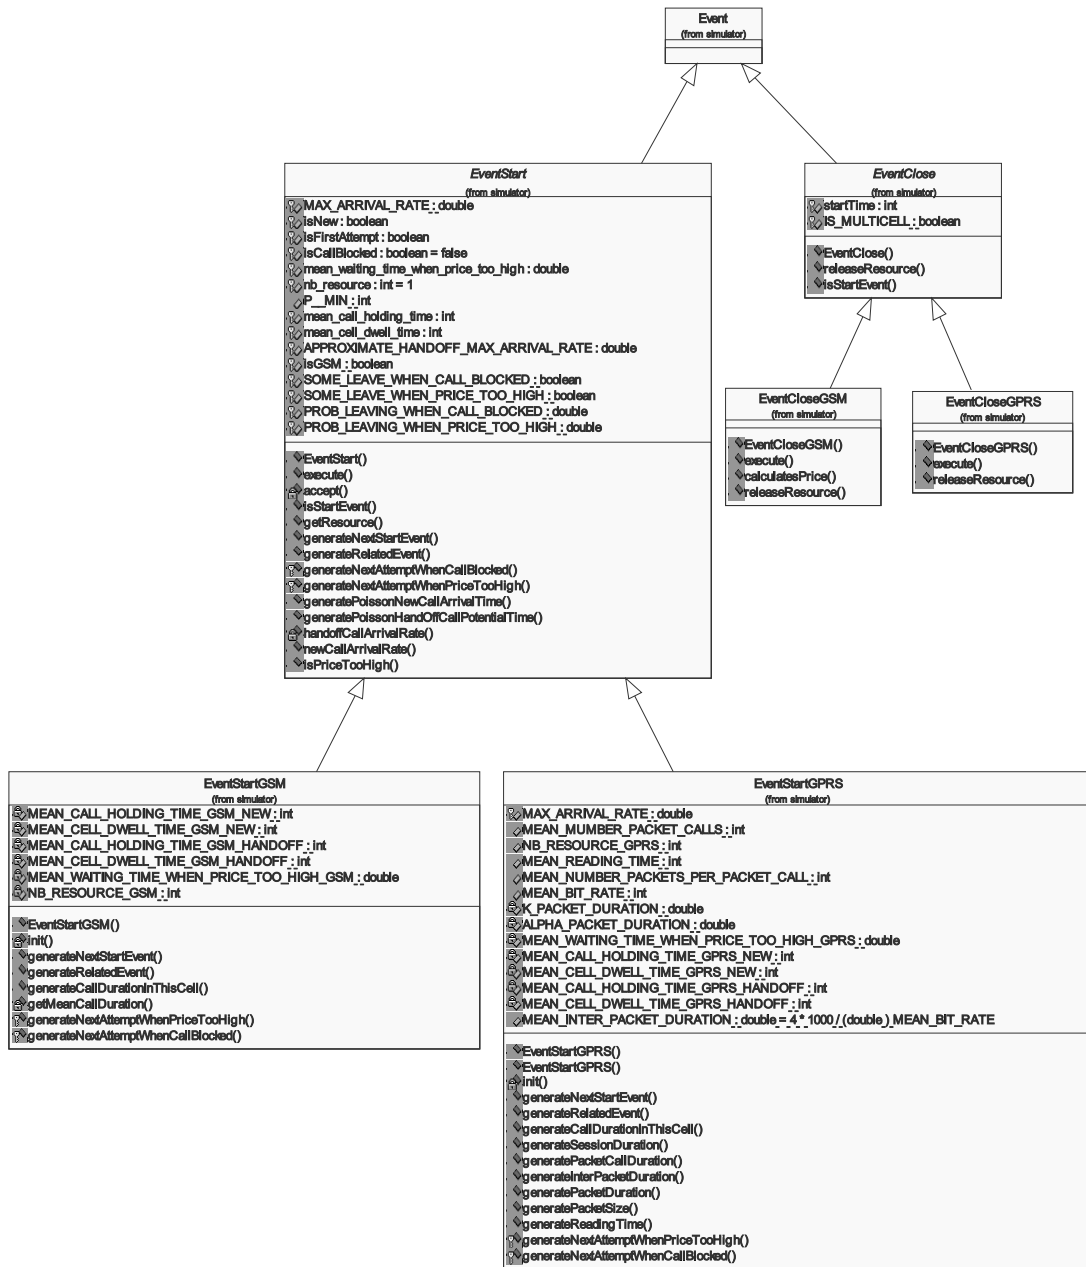 Event
(from simulator)
EventStart
(from simulator)
MAX_ARRIVAL_RATE : double
isNew : boolean
isFirstAttempt : boolean
isCallBlocked : boolean = false
mean_waiting_time_when_price_too_high : double
nb_resource : int = 1
P__MIN : int
mean_call_holding_time : int
mean_cell_dwell_time : int
APPROXIMATE_HANDOFF_MAX_ARRIVAL_RATE : double
isGSM : boolean
SOME_LEAVE_WHEN_CALL_BLOCKED : boolean
SOME_LEAVE_WHEN_PRICE_TOO_HIGH : boolean
PROB_LEAVING_WHEN_CALL_BLOCKED : double
PROB_LEAVING_WHEN_PRICE_TOO_HIGH : double
EventStart()
execute()
accept()
isStartEvent()
getResource()
generateNextStartEvent()
generateRelatedEvent()
generateNextAttemptWhenCallBlocked()
generateNextAttemptWhenPriceTooHigh()
generatePoissonNewCallArrivalTime()
generatePoissonHandOffCallPotentialTime()
handoffCallArrivalRate()
newCallArrivalRate()
isPriceTooHigh()
EventClose
(from simulator)
startTime : int
IS_MULTICELL : boolean
EventClose()
releaseResource()
isStartEvent()
EventCloseGSM
(from simulator)
EventCloseGSM()
execute()
calculatesPrice()
releaseResource()
EventCloseGPRS
(from simulator)
EventCloseGPRS()
execute()
releaseResource()
EventStartGSM
(from simulator)
MEAN_CALL_HOLDING_TIME_GSM_NEW : int
MEAN_CELL_DWELL_TIME_GSM_NEW : int
MEAN_CALL_HOLDING_TIME_GSM_HANDOFF : int
MEAN_CELL_DWELL_TIME_GSM_HANDOFF : int
MEAN_WAITING_TIME_WHEN_PRICE_TOO_HIGH_GSM : double
NB_RESOURCE_GSM : int
EventStartGSM()
init()
generateNextStartEvent()
generateRelatedEvent()
generateCallDurationInThisCell()
getMeanCallDuration()
generateNextAttemptWhenPriceTooHigh()
generateNextAttemptWhenCallBlocked()
EventStartGPRS
(from simulator)
MAX_ARRIVAL_RATE : double
MEAN_MUMBER_PACKET_CALLS : int
NB_RESOURCE_GPRS : int
MEAN_READING_TIME : int
MEAN_NUMBER_PACKETS_PER_PACKET_CALL : int
MEAN_BIT_RATE : int
K_PACKET_DURATION : double
ALPHA_PACKET_DURATION : double
MEAN_WAITING_TIME_WHEN_PRICE_TOO_HIGH_GPRS : double
MEAN_CALL_HOLDING_TIME_GPRS_NEW : int
MEAN_CELL_DWELL_TIME_GPRS_NEW : int
MEAN_CALL_HOLDING_TIME_GPRS_HANDOFF : int
MEAN_CELL_DWELL_TIME_GPRS_HANDOFF : int
MEAN_INTER_PACKET_DURATION : double = 4 * 1000 / (double ) MEAN_BIT_RATE
EventStartGPRS()
EventStartGPRS()
init()
generateNextStartEvent()
generateRelatedEvent()
generateCallDurationInThisCell()
generateSessionDuration()
generatePacketCallDuration()
generateInterPacketDuration()
generatePacketDuration()
generatePacketSize()
generateReadingTime()
generateNextAttemptWhenPriceTooHigh()
generateNextAttemptWhenCallBlocked()